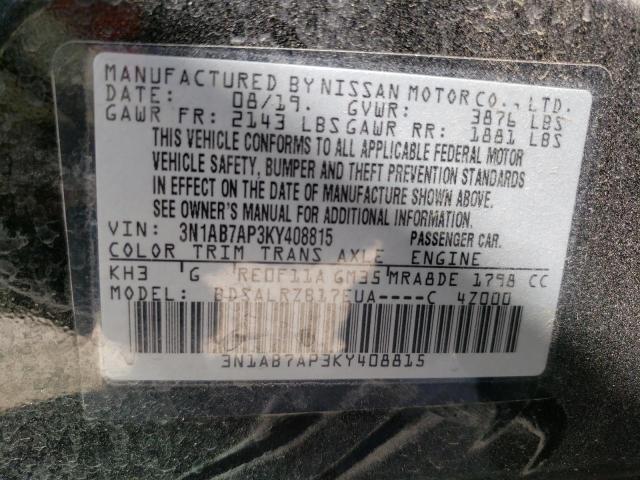 MANUFACTURED BY NISSAN MOTOR CO., LTD.
DATE: 08/19. GVWR: 3876 LBS
GAWR FR: 2143 LBS GAWR RR: 1881 LBS
THIS VEHICLE CONFORMS TO ALL APPLICABLE FEDERAL MOTOR
VEHICLE SAFETY, BUMPER AND THEFT PREVENTION STANDARDS
IN EFFECT ON THE DATE OF MANUFACTURE SHOWN ABOVE.
SEE OWNER'S MANUAL FOR ADDITIONAL INFORMATION.
VIN: 3N1AB7AP3KY408815 PASSENGER CAR.
COLOR TRIM TRANS AXLE ENGINE
KH3 G RE0F11A GM35 MRA8DE 1798 CC
MODEL: BDSALRZB17EUA----C 4Z000
3N1AB7AP3KY408815